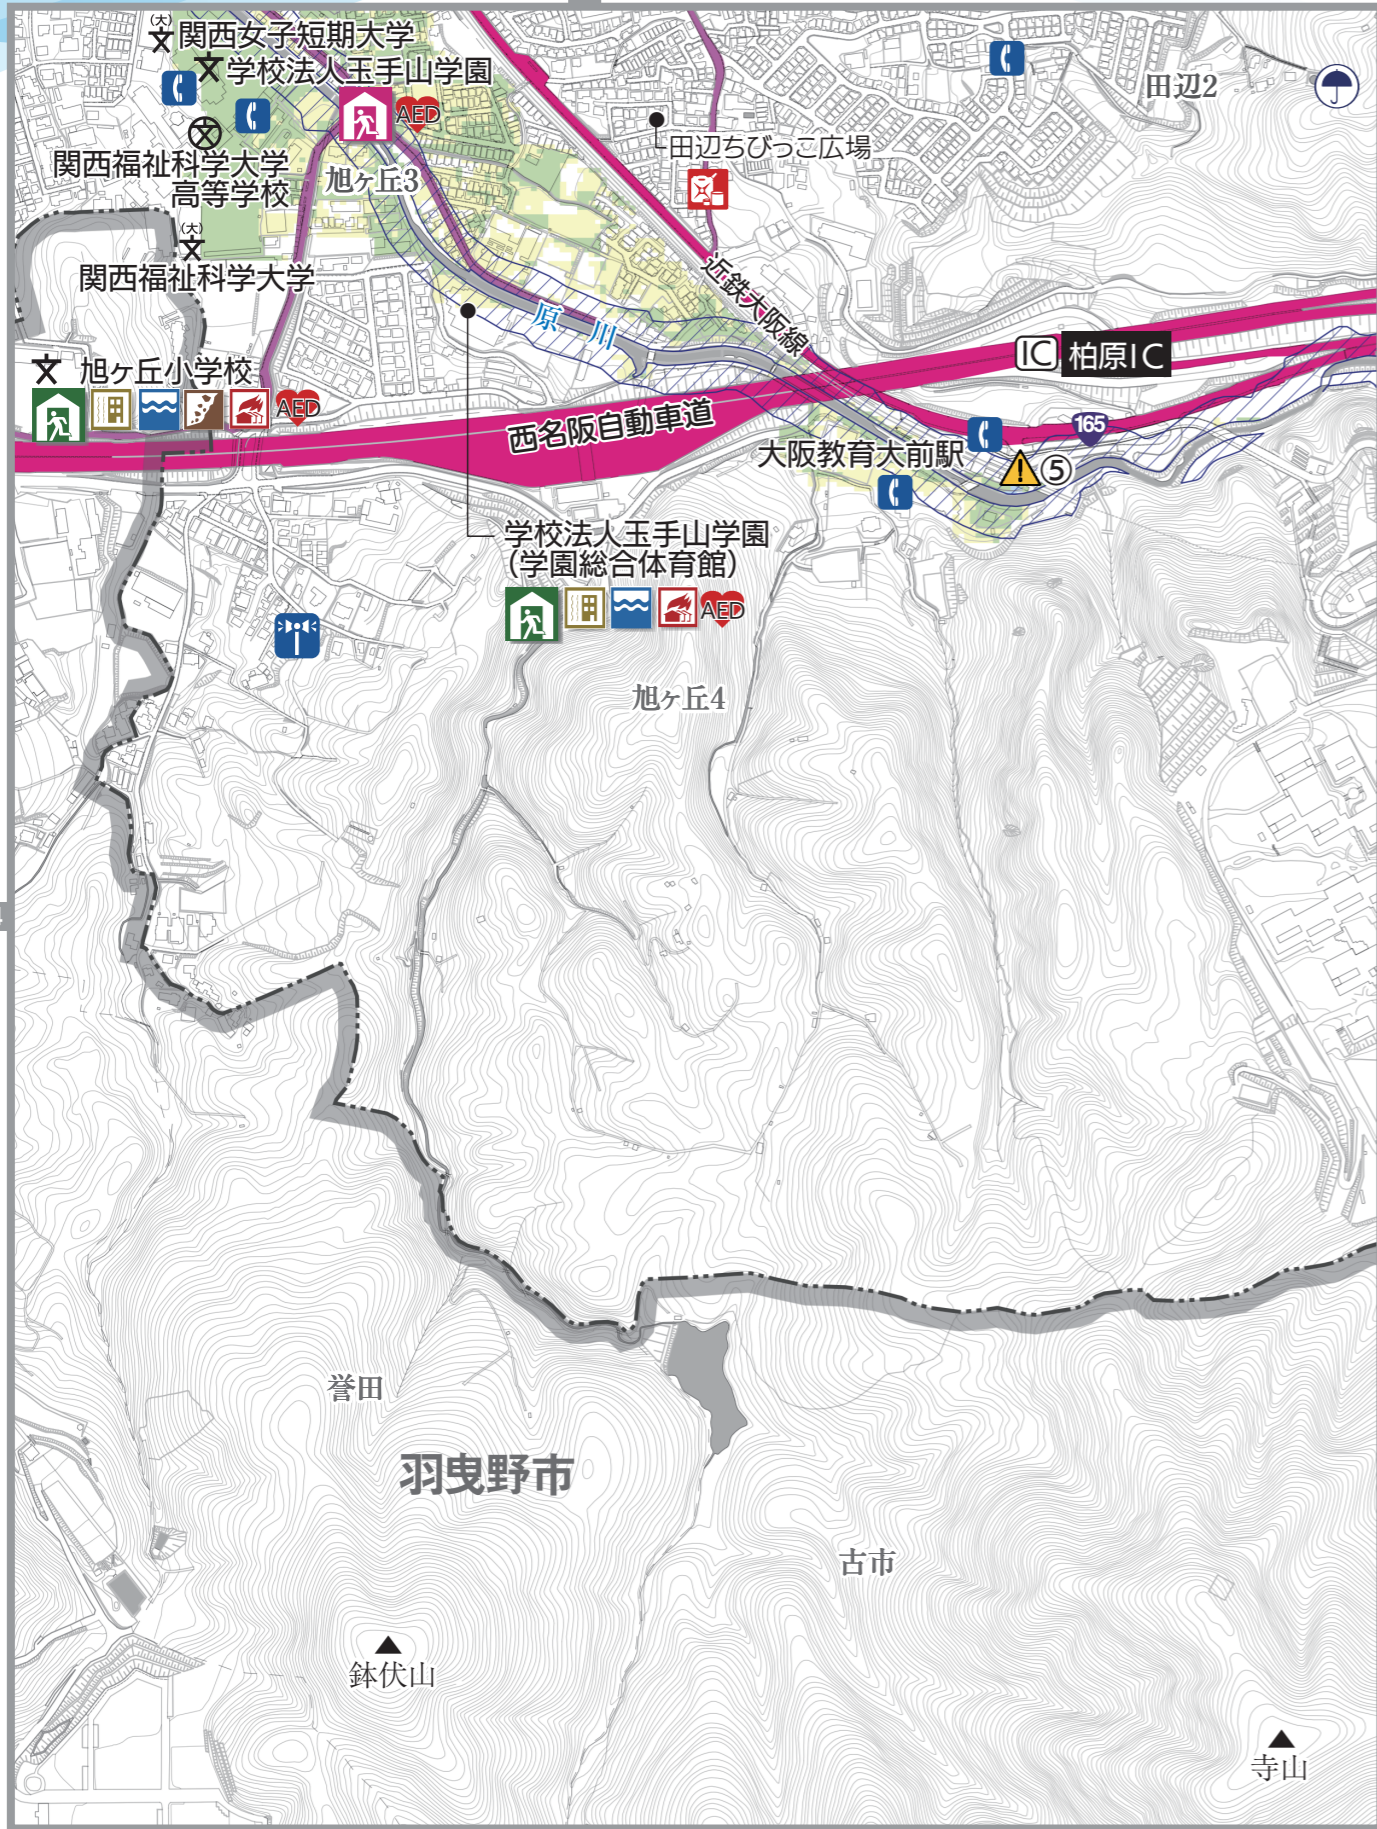 (大)
関西女子短期大学
学校法人玉手山学園
AED
関西福祉科学大学
高等学校
旭ヶ丘3
(大)
関西福祉科学大学
田辺2
田辺ちびっこ広場
近鉄大阪線
原川
IC
柏原IC
旭ヶ丘小学校
AED
西名阪自動車道
165
大阪教育大前駅
⑤
学校法人玉手山学園
(学園総合体育館)
AED
旭ヶ丘4
誉田
羽曳野市
古市
鉢伏山
寺山